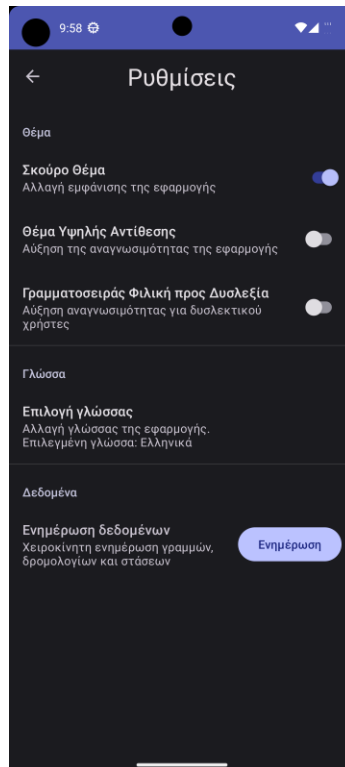 9:58
Ρυθμίσεις
Θέμα
Σκούρο Θέμα
Αλλαγή εμφάνισης της εφαρμογής
Θέμα Υψηλής Αντίθεσης
Αύξηση της αναγνωσιμότητας της εφαρμογής
Γραμματοσειράς Φιλική προς Δυσλεξία
Αύξηση αναγνωσιμότητας για δυσλεκτικού
χρήστες
Γλώσσα
Επιλογή γλώσσας
Αλλαγή γλώσσας της εφαρμογής.
Επιλεγμένη γλώσσα: Ελληνικά
Δεδομένα
Ενημέρωση δεδομένων
Χειροκίνητη ενημέρωση γραμμών,
δρομολογίων και στάσεων
Ενημέρωση